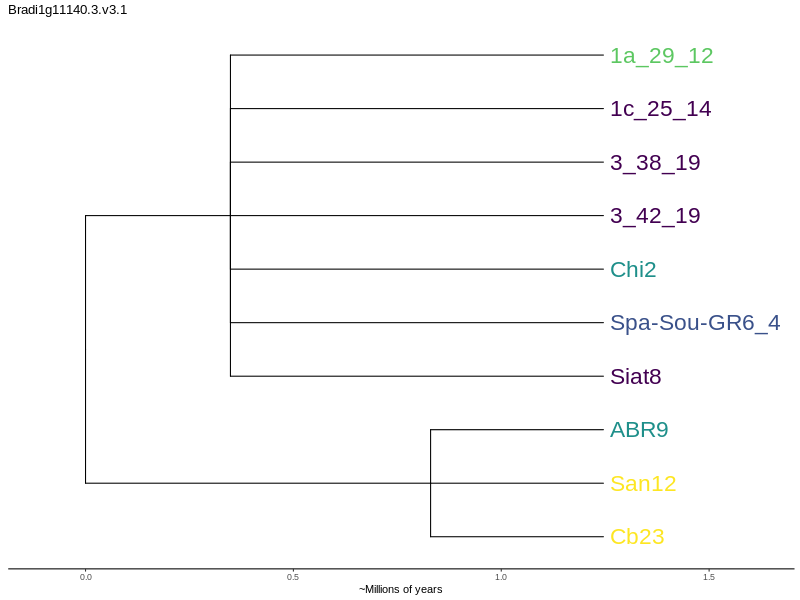 Bradi1g11140.3.v3.1
1a_29_12
1c_25_14
3_38_19
3_42_19
Chi2
Spa-Sou-GR6_4
Siat8
ABR9
San12
Cb23
0.0 0.5 1.0 1.5
~Millions of years